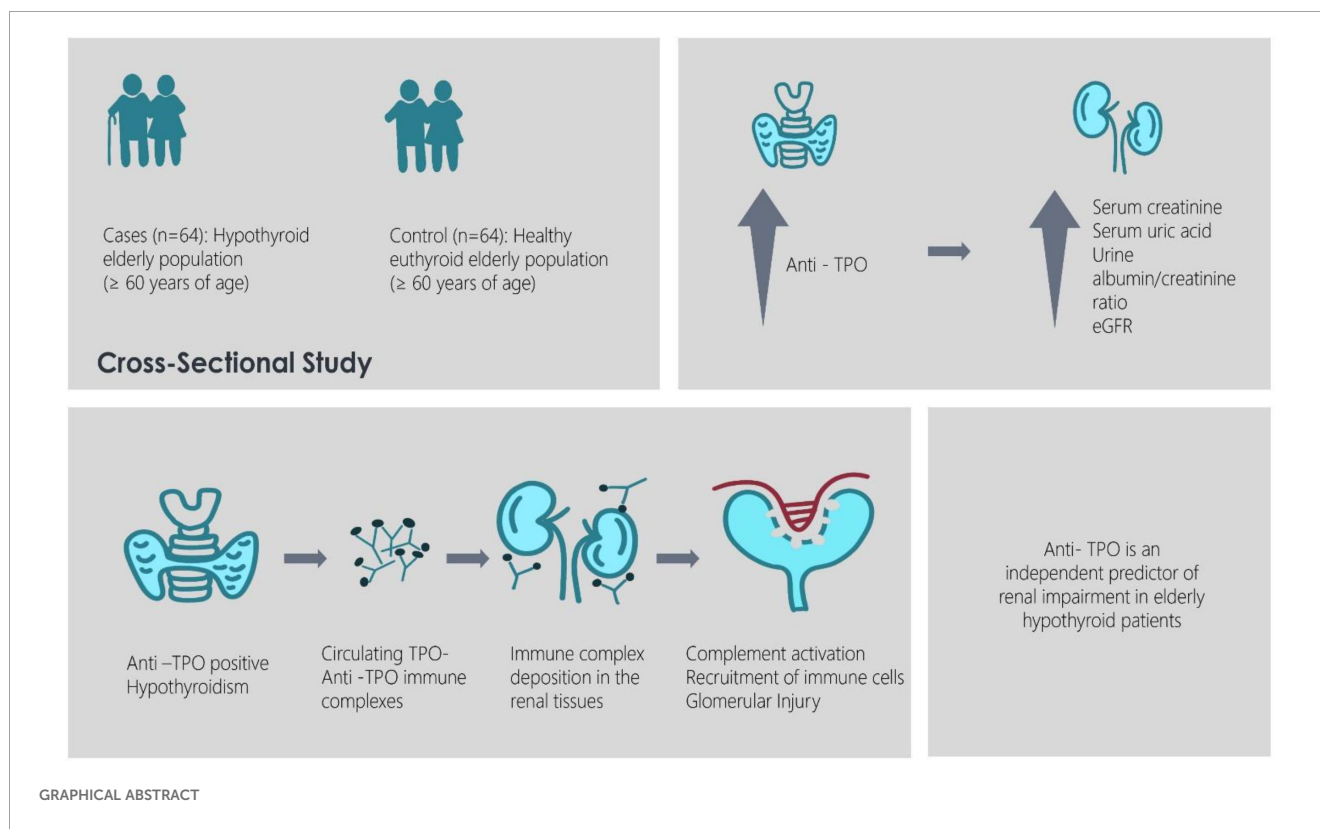 Cases (n=64): Hypothyroid
elderly population
(≥ 60 years of age)
Control (n=64): Healthy
euthyroid elderly population
(≥ 60 years of age)
Cross-Sectional Study
Anti - TPO
Serum creatinine
Serum uric acid
Urine
albumin/creatinine
ratio
eGFR
Anti –TPO positive
Hypothyroidism
Circulating TPO-
Anti -TPO immune
complexes
Immune complex
deposition in the
renal tissues
Complement activation
Recruitment of immune cells
Glomerular Injury
Anti- TPO is an
independent predictor of
renal impairment in elderly
hypothyroid patients
GRAPHICAL ABSTRACT